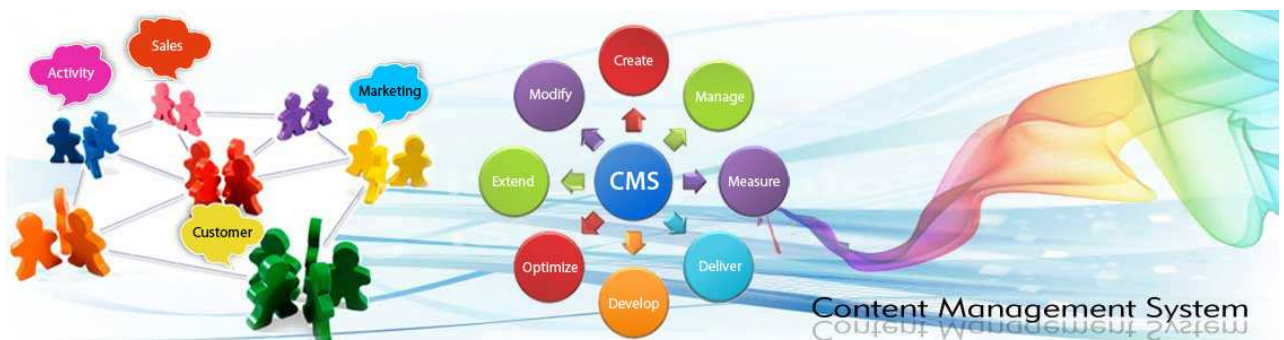 Sales
Activity
Marketing
Customer
Create
Modify
Manage
Extend
CMS
Measure
Optimize
Deliver
Develop
Content Management System